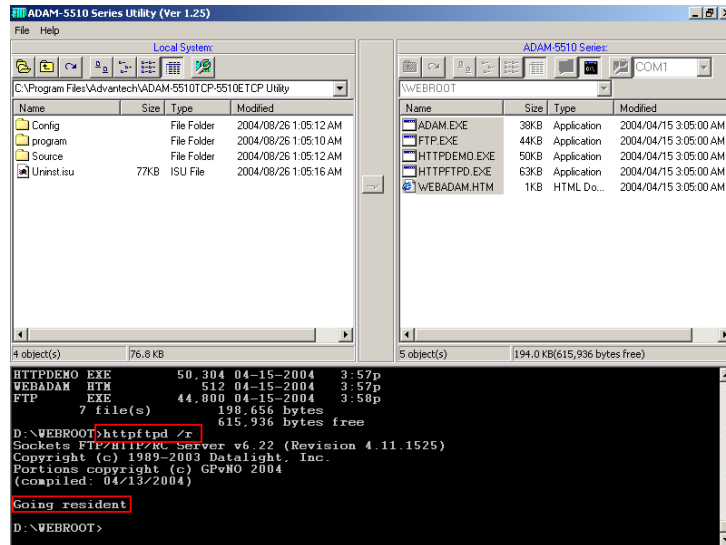 ADAM-5510 Series Utility (Ver 1.25)
File Help
Local System:
ADAM-5510 Series:
COM1
C:\Program Files\Advantech\ADAM-5510TCP-5510ETCP Utility
\WEBROOT
Name Size Type Modified
Config File Folder 2004/08/26 1:05:12 AM
program File Folder 2004/08/26 1:05:10 AM
Source File Folder 2004/08/26 1:05:12 AM
Uninst.isu 77KB ISU File 2004/08/26 1:05:16 AM
Name Size Type Modified
ADAM.EXE 38KB Application 2004/04/15 3:05:00 AM
FTP.EXE 44KB Application 2004/04/15 3:05:00 AM
HTTPDEMO.EXE 50KB Application 2004/04/15 3:05:00 AM
HTTPFTPD.EXE 63KB Application 2004/04/15 3:05:00 AM
WEBADAM.HTM 1KB HTML Do... 2004/04/15 3:05:00 AM
4 object(s) 76.8 KB
5 object(s) 194.0 KB(615,936 bytes free)
HTTPDEMO EXE 50,304 04-15-2004 3:57p
WEBADAM HTM 512 04-15-2004 3:57p
FTP EXE 44,800 04-15-2004 3:58p
7 file(s) 198,656 bytes
615,936 bytes free
D:\WEBROOT>httpftpd /r
Sockets FTP/HTTP/RC Server v6.22 (Revision 4.11.1525)
Copyright (c) 1989-2003 Datalight, Inc.
Portions copyright (c) GPvNO 2004
(compiled: 04/13/2004)
Going resident
D:\WEBROOT>